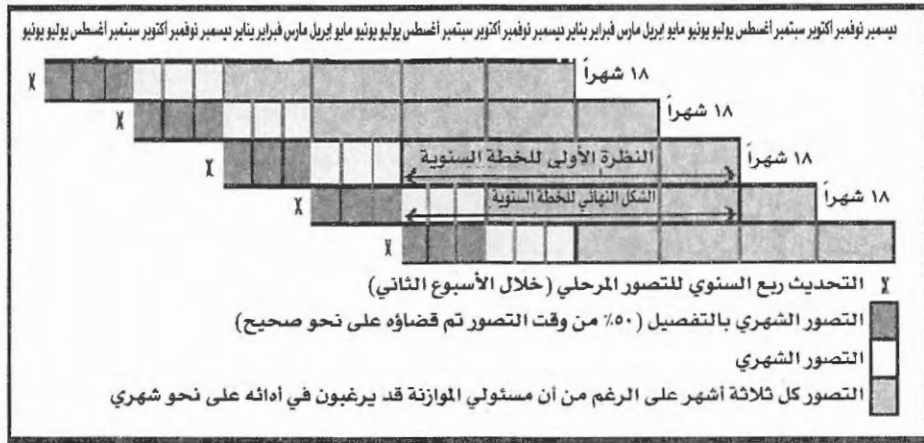 ديسمبر نوفمبر أكتوبر سبتمبر أغسطس يوليو يونيو مايو إبريل مارس فبراير يناير ديسمبر نوفمبر أكتوبر سبتمبر أغسطس يوليو يونيو مايو إبريل مارس فبراير يناير ديسمبر نوفمبر أكتوبر سبتمبر أغسطس يوليو يونيو
١٨ شهراً x
١٨ شهراً x
١٨ شهراً النظرة الأولى للخطة السنوية x
١٨ شهراً الشكل النهائي للخطة السنوية x
x
x التحديث ربع السنوي للتصور المرحلي (خلال الأسبوع الثاني)
التصور الشهري بالتفصيل (٥٠٪ من وقت التصور تم قضاؤه على نحو صحيح)
التصور الشهري
التصور كل ثلاثة أشهر على الرغم من أن مسئولي الموازنة قد يرغبون في أدائه على نحو شهري